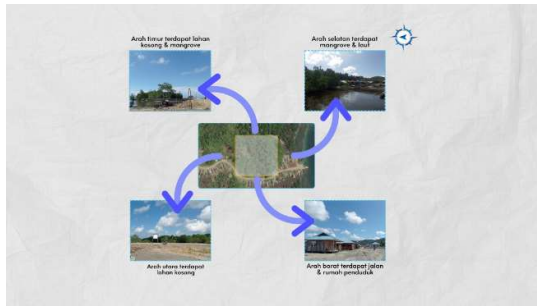 Arah timur terdapat lahan
kosong & mangrove
Arah selatan terdapat
mangrove & laut
Arah utara terdapat
lahan kosong
Arah barat terdapat jalan
& rumah penduduk